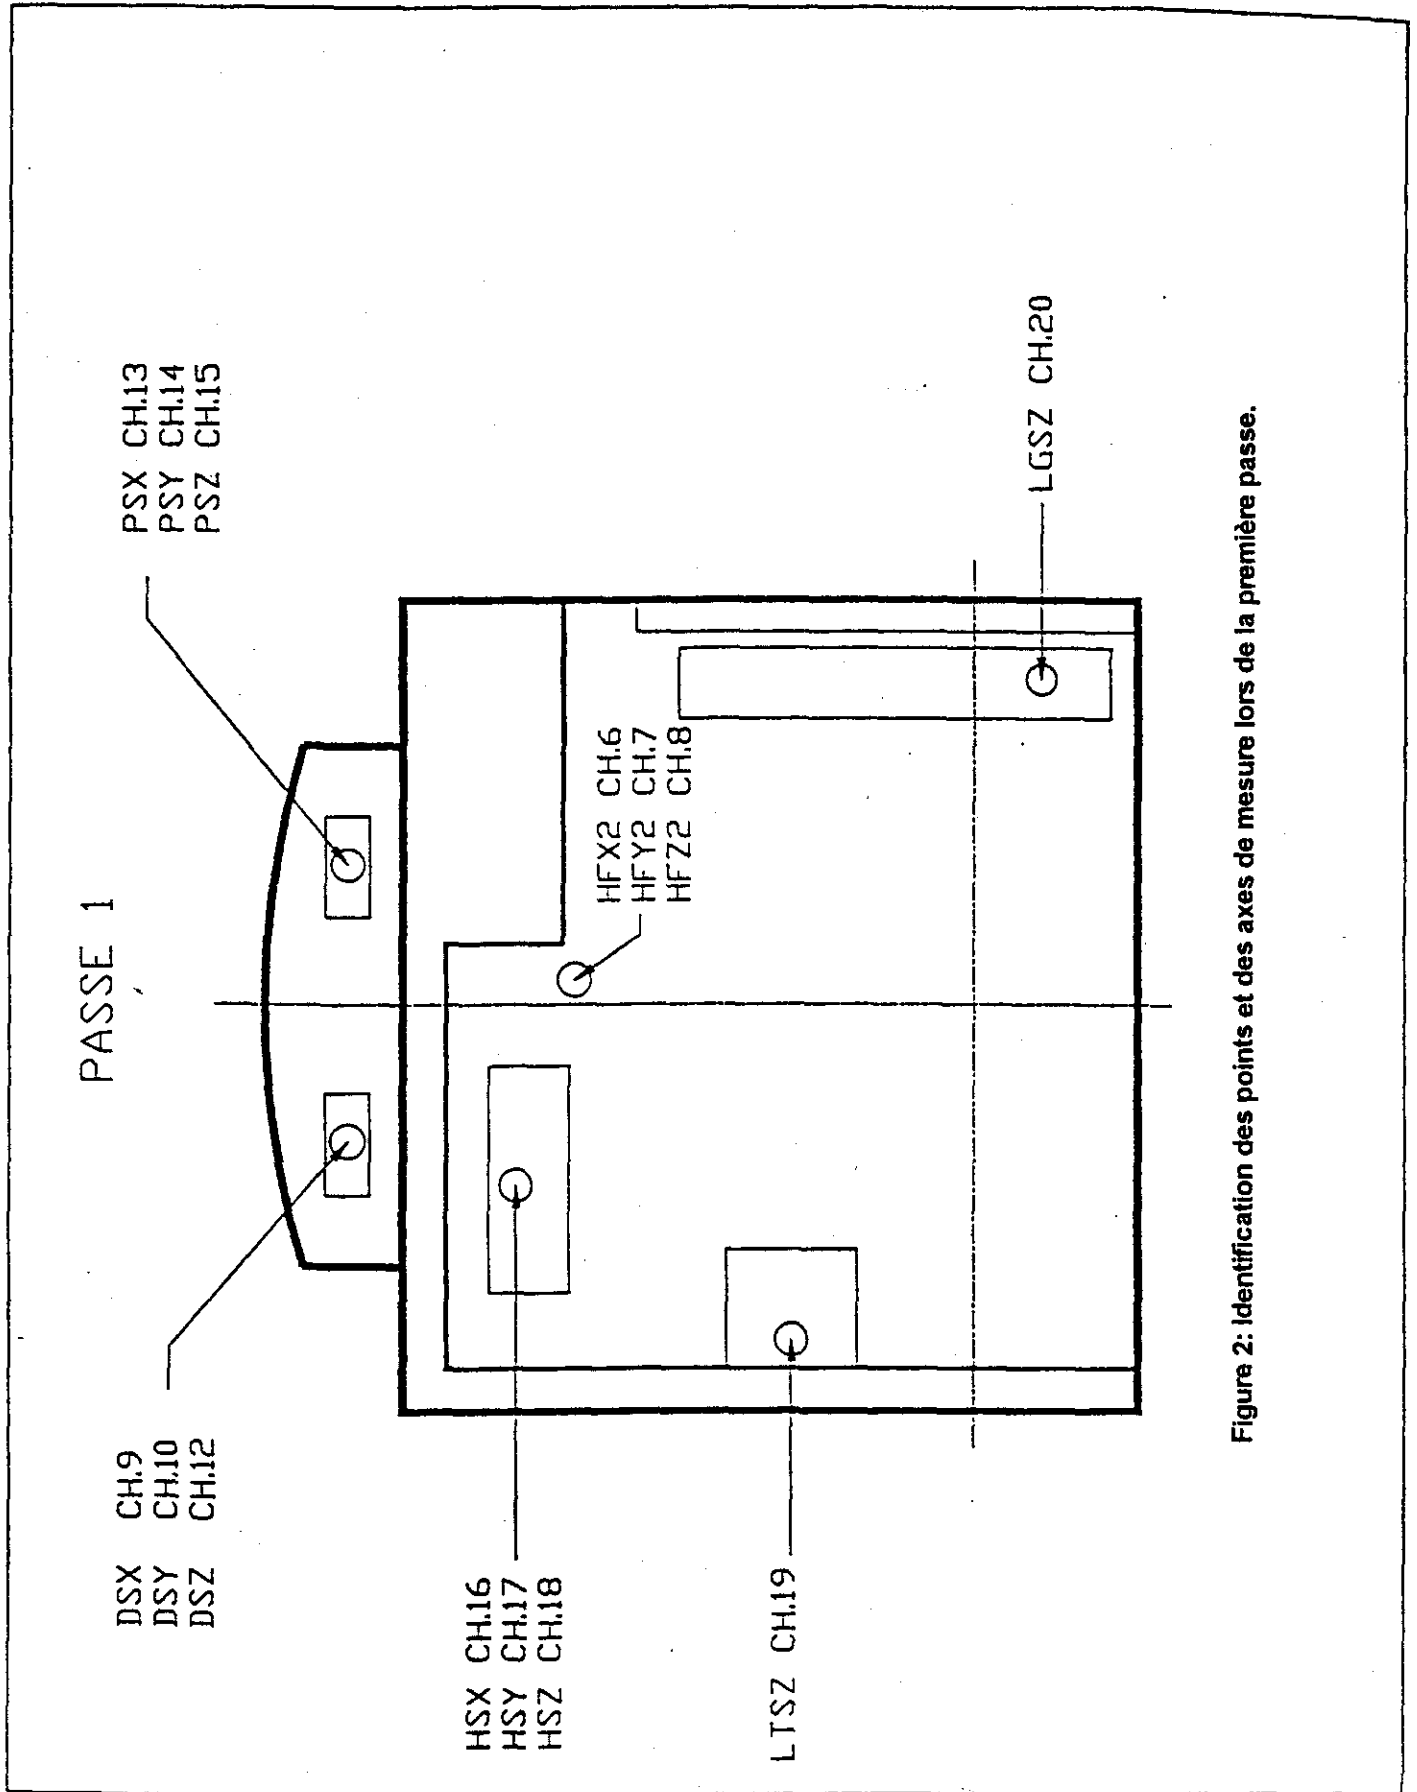 PASSE 1
DSX CH.9
DSY CH.10
DSZ CH.12
PSX CH.13
PSY CH.14
PSZ CH.15
HSX CH.16
HSY CH.17
HSZ CH.18
HFX2 CH.6
HFY2 CH.7
HFZ2 CH.8
LTSZ CH.19
LGSZ CH.20
Figure 2: Identification des points et des axes de mesure lors de la première passe.